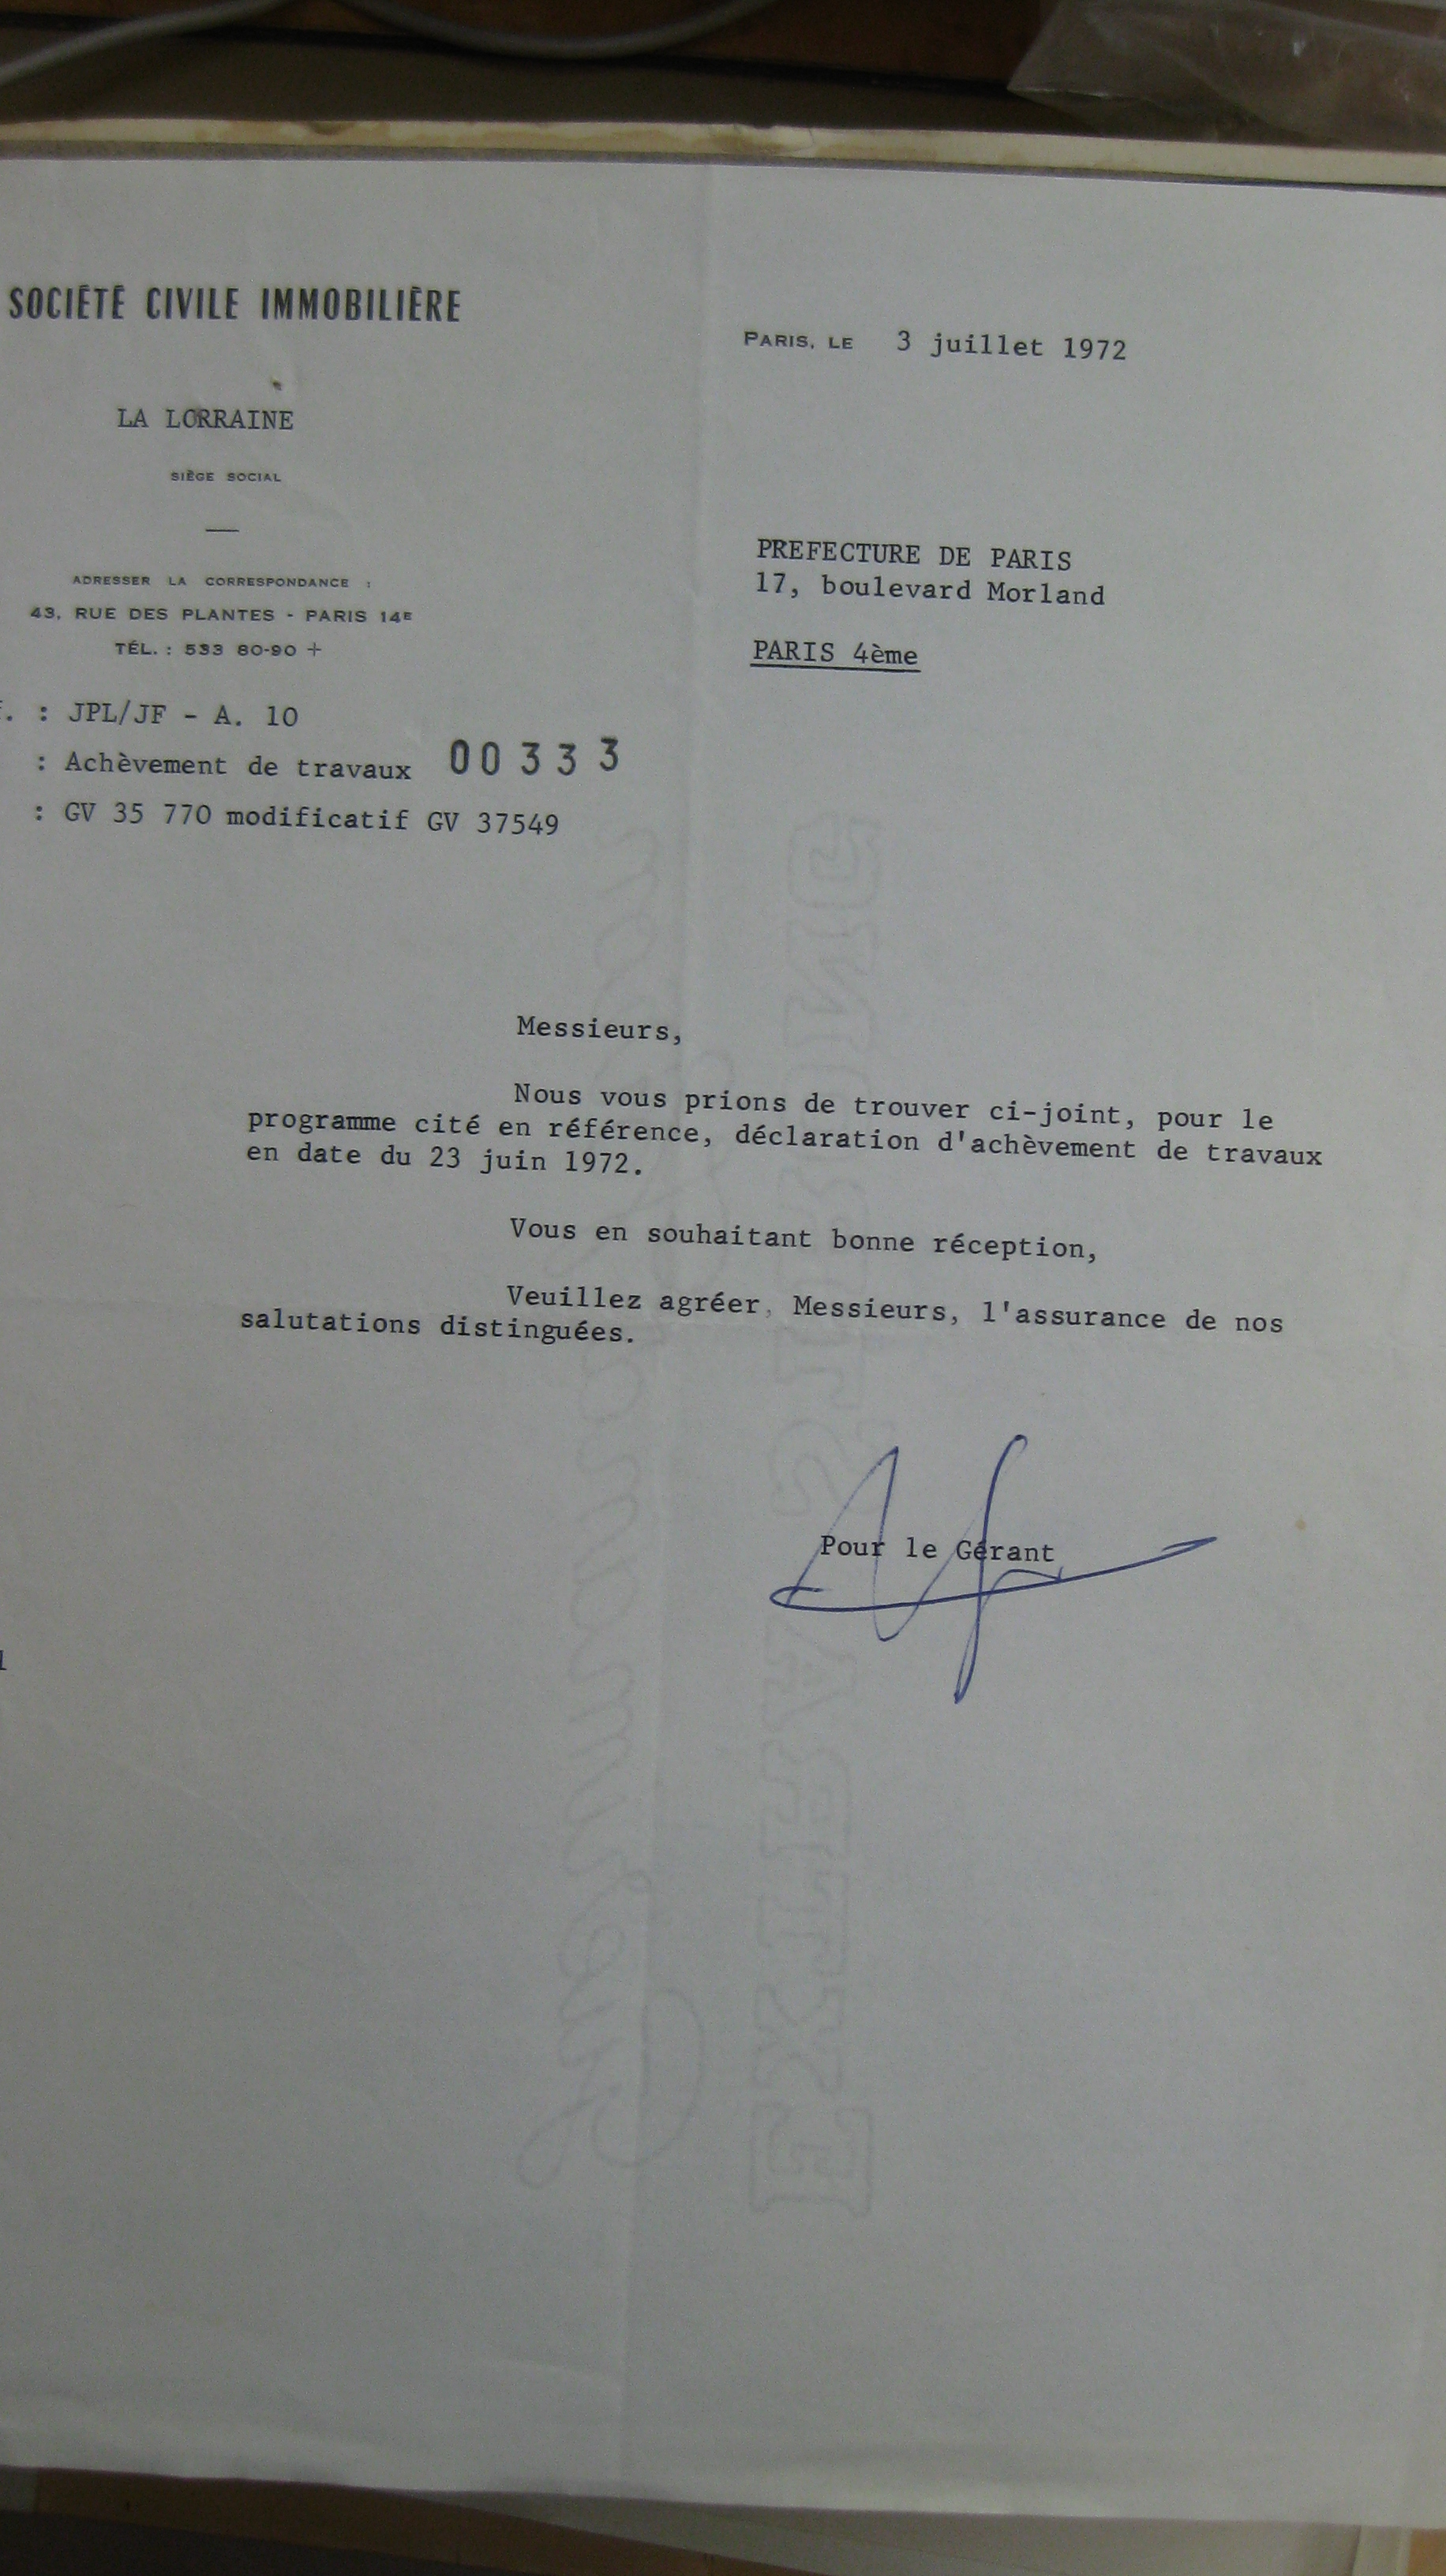 SOCIÉTÉ CIVILE IMMOBILIÈRE
PARIS, LE 3 juillet 1972
LA LORRAINE
SIÈGE SOCIAL
ADRESSER LA CORRESPONDANCE :
43, RUE DES PLANTES - PARIS 14E
TÉL. : 533 80-90 +
PREFECTURE DE PARIS
17, boulevard Morland
PARIS 4ème
. : JPL/JF - A. 10
: Achèvement de travaux 00333
: GV 35 770 modificatif GV 37549
Messieurs,
Nous vous prions de trouver ci-joint, pour le
programme cité en référence, déclaration d'achèvement de travaux
en date du 23 juin 1972.
Vous en souhaitant bonne réception,
Veuillez agréer, Messieurs, l'assurance de nos
salutations distinguées.
Pour le Gérant